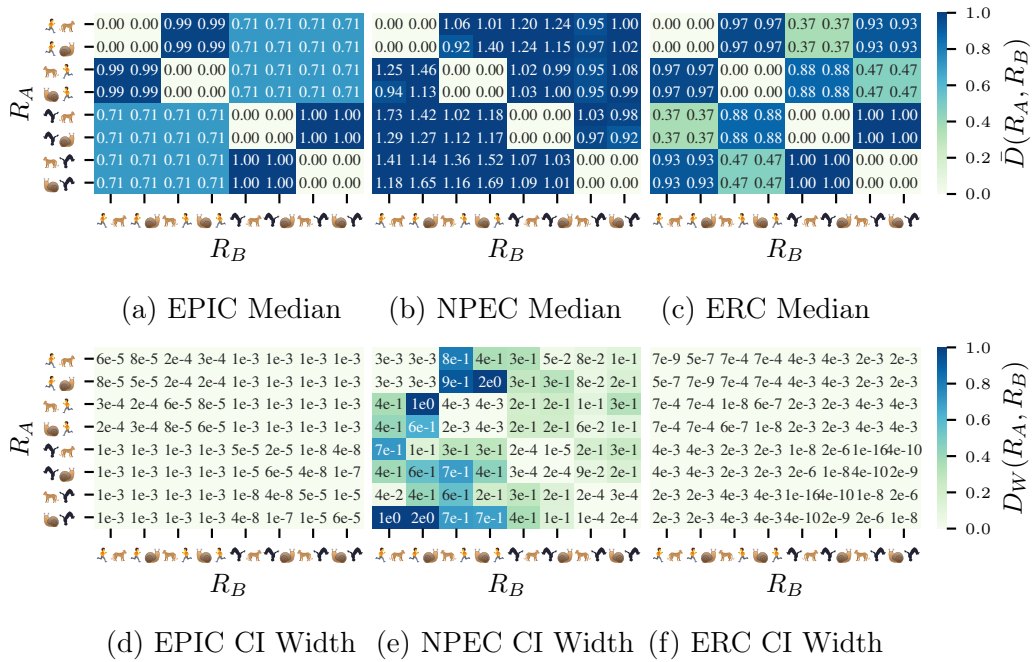 0.00 0.00 0.99 0.99 0.71 0.71 0.71 0.71
0.00 0.00 0.99 0.99 0.71 0.71 0.71 0.71
0.99 0.99 0.00 0.00 0.71 0.71 0.71 0.71
0.99 0.99 0.00 0.00 0.71 0.71 0.71 0.71
0.71 0.71 0.71 0.71 0.00 0.00 1.00 1.00
0.71 0.71 0.71 0.71 0.00 0.00 1.00 1.00
0.71 0.71 0.71 0.71 1.00 1.00 0.00 0.00
0.71 0.71 0.71 0.71 1.00 1.00 0.00 0.00
R_A
R_B
(a) EPIC Median
0.00 0.00 1.06 1.01 1.20 1.24 0.95 1.00
0.00 0.00 0.92 1.40 1.24 1.15 0.97 1.02
1.25 1.46 0.00 0.00 1.02 0.99 0.95 1.08
0.94 1.13 0.00 0.00 1.03 1.00 0.95 0.99
1.73 1.42 1.02 1.18 0.00 0.00 1.03 0.98
1.29 1.27 1.12 1.17 0.00 0.00 0.97 0.92
1.41 1.14 1.36 1.52 1.07 1.03 0.00 0.00
1.18 1.65 1.16 1.69 1.09 1.01 0.00 0.00
R_B
(b) NPEC Median
0.00 0.00 0.97 0.97 0.37 0.37 0.93 0.93
0.00 0.00 0.97 0.97 0.37 0.37 0.93 0.93
0.97 0.97 0.00 0.00 0.88 0.88 0.47 0.47
0.97 0.97 0.00 0.00 0.88 0.88 0.47 0.47
0.37 0.37 0.88 0.88 0.00 0.00 1.00 1.00
0.37 0.37 0.88 0.88 0.00 0.00 1.00 1.00
0.93 0.93 0.47 0.47 1.00 1.00 0.00 0.00
0.93 0.93 0.47 0.47 1.00 1.00 0.00 0.00
R_B
(c) ERC Median
1.0
0.8
0.6
0.4
0.2
0.0
D̄(R_A, R_B)
6e-5 8e-5 2e-4 3e-4 1e-3 1e-3 1e-3 1e-3
8e-5 5e-5 2e-4 2e-4 1e-3 1e-3 1e-3 1e-3
3e-4 2e-4 6e-5 8e-5 1e-3 1e-3 1e-3 1e-3
2e-4 3e-4 8e-5 6e-5 1e-3 1e-3 1e-3 1e-3
1e-3 1e-3 1e-3 1e-3 5e-5 2e-5 1e-8 4e-8
1e-3 1e-3 1e-3 1e-3 1e-5 6e-5 4e-8 1e-7
1e-3 1e-3 1e-3 1e-3 1e-8 4e-8 5e-5 1e-5
1e-3 1e-3 1e-3 1e-3 4e-8 1e-7 1e-5 6e-5
R_A
R_B
(d) EPIC CI Width
3e-3 3e-3 8e-1 4e-1 3e-1 5e-2 8e-2 1e-1
3e-3 3e-3 9e-1 2e0 3e-1 3e-1 8e-2 2e-1
4e-1 1e0 4e-3 4e-3 2e-1 2e-1 1e-1 3e-1
4e-1 6e-1 2e-3 4e-3 2e-1 2e-1 6e-2 1e-1
7e-1 1e-1 3e-1 3e-1 2e-3 5e-4 2e-1 3e-1
4e-1 6e-1 7e-1 4e-1 3e-4 2e-4 9e-2 2e-1
4e-2 4e-1 6e-1 2e-1 3e-1 2e-1 2e-4 3e-4
1e0 2e0 7e-1 7e-1 4e-1 1e-1 1e-4 2e-4
R_B
(e) NPEC CI Width
7e-9 5e-7 7e-4 7e-4 4e-3 4e-3 2e-3 2e-3
5e-7 7e-9 7e-4 7e-4 4e-3 2e-3 2e-3 2e-3
7e-4 7e-4 1e-8 6e-7 2e-3 2e-3 4e-3 4e-3
7e-4 7e-4 6e-7 1e-8 2e-3 2e-3 4e-3 4e-3
4e-3 4e-3 2e-3 2e-3 1e-8 2e-6 1e-16 4e-10
4e-3 4e-3 2e-3 2e-3 2e-6 1e-8 4e-10 2e-9
2e-3 2e-3 4e-3 4e-3 1e-16 4e-10 1e-8 2e-6
2e-3 2e-3 4e-3 4e-3 4e-10 2e-9 2e-6 1e-8
R_B
(f) ERC CI Width
1.0
0.8
0.6
0.4
0.2
0.0
D_W(R_A, R_B)